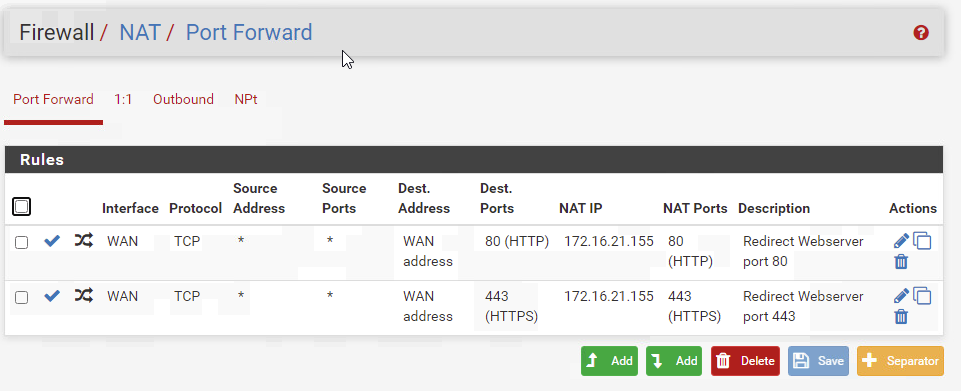 Firewall / NAT / Port Forward
Port Forward 1:1 Outbound NPt
Rules
Source Source Dest. Dest.
Interface Protocol Address Ports Address Ports NAT IP NAT Ports Description Actions
WAN TCP * * WAN 80 (HTTP) 172.16.21.155 80 Redirect Webserver
address (HTTP) port 80
WAN TCP * * WAN 443 172.16.21.155 443 Redirect Webserver
address (HTTPS) (HTTPS) port 443
Add Add Delete Save Separator